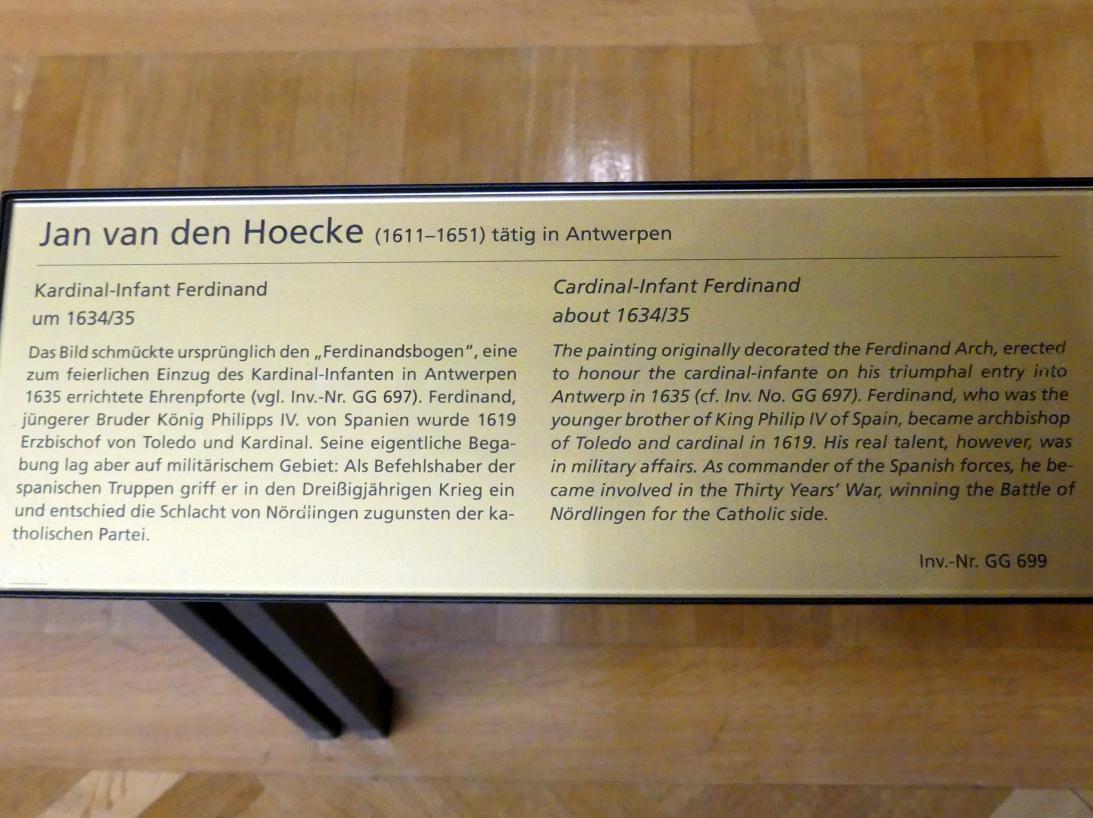 Jan van den Hoecke (1611–1651) tätig in Antwerpen
Kardinal-Infant Ferdinand
um 1634/35
Das Bild schmückte ursprünglich den „Ferdinandsbogen“, eine
zum feierlichen Einzug des Kardinal-Infanten in Antwerpen
1635 errichtete Ehrenpforte (vgl. Inv.-Nr. GG 697). Ferdinand,
jüngerer Bruder König Philipps IV. von Spanien wurde 1619
Erzbischof von Toledo und Kardinal. Seine eigentliche Bega-
bung lag aber auf militärischem Gebiet: Als Befehlshaber der
spanischen Truppen griff er in den Dreißigjährigen Krieg ein
und entschied die Schlacht von Nördlingen zugunsten der ka-
tholischen Partei.
Cardinal-Infant Ferdinand
about 1634/35
The painting originally decorated the Ferdinand Arch, erected
to honour the cardinal-infante on his triumphal entry into
Antwerp in 1635 (cf. Inv. No. GG 697). Ferdinand, who was the
younger brother of King Philip IV of Spain, became archbishop
of Toledo and cardinal in 1619. His real talent, however, was
in military affairs. As commander of the Spanish forces, he be-
came involved in the Thirty Years’ War, winning the Battle of
Nördlingen for the Catholic side.
Inv.-Nr. GG 699